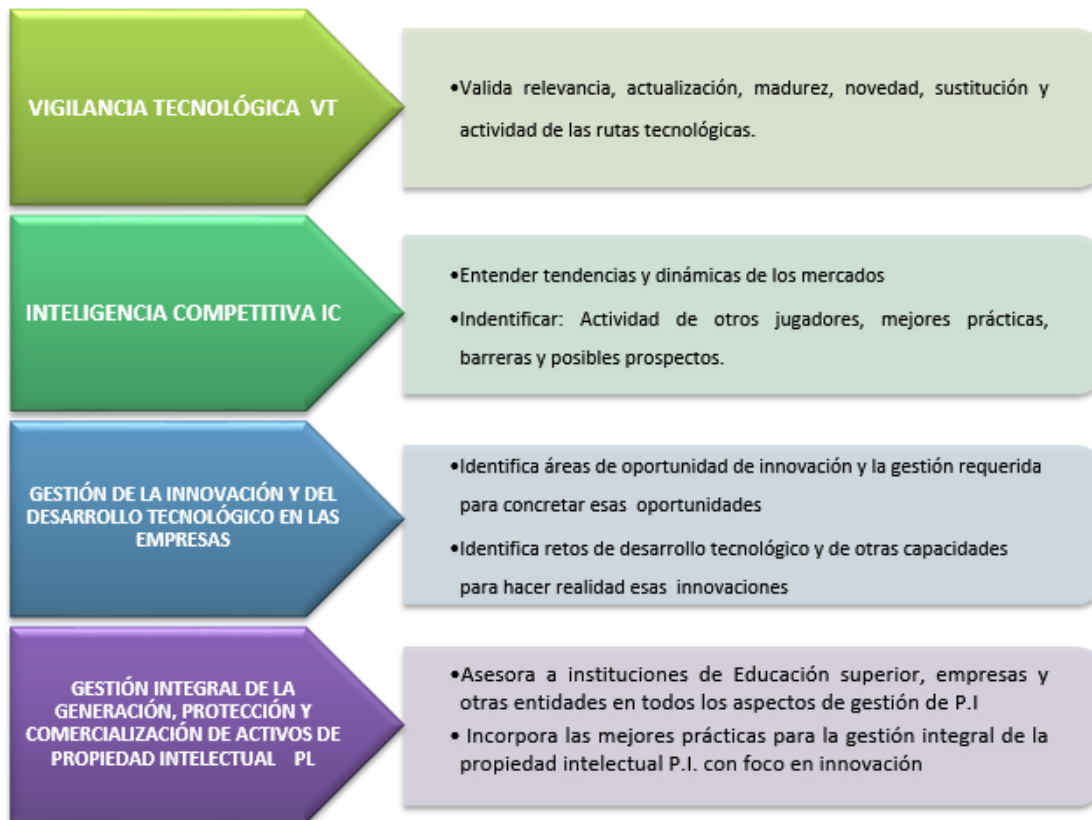 VIGILANCIA TECNOLÓGICA VT
•Valida relevancia, actualización, madurez, novedad, sustitución y
actividad de las rutas tecnológicas.
INTELIGENCIA COMPETITIVA IC
•Entender tendencias y dinámicas de los mercados
•Indentificar: Actividad de otros jugadores, mejores prácticas,
barreras y posibles prospectos.
GESTIÓN DE LA INNOVACIÓN Y DEL
DESARROLLO TECNOLÓGICO EN LAS
EMPRESAS
•Identifica áreas de oportunidad de innovación y la gestión requerida
para concretar esas oportunidades
•Identifica retos de desarrollo tecnológico y de otras capacidades
para hacer realidad esas innovaciones
GESTIÓN INTEGRAL DE LA
GENERACIÓN, PROTECCIÓN Y
COMERCIALIZACIÓN DE ACTIVOS DE
PROPIEDAD INTELECTUAL PL
•Asesora a instituciones de Educación superior, empresas y
otras entidades en todos los aspectos de gestión de P.I
• Incorpora las mejores prácticas para la gestión integral de la
propiedad intelectual P.I. con foco en innovación